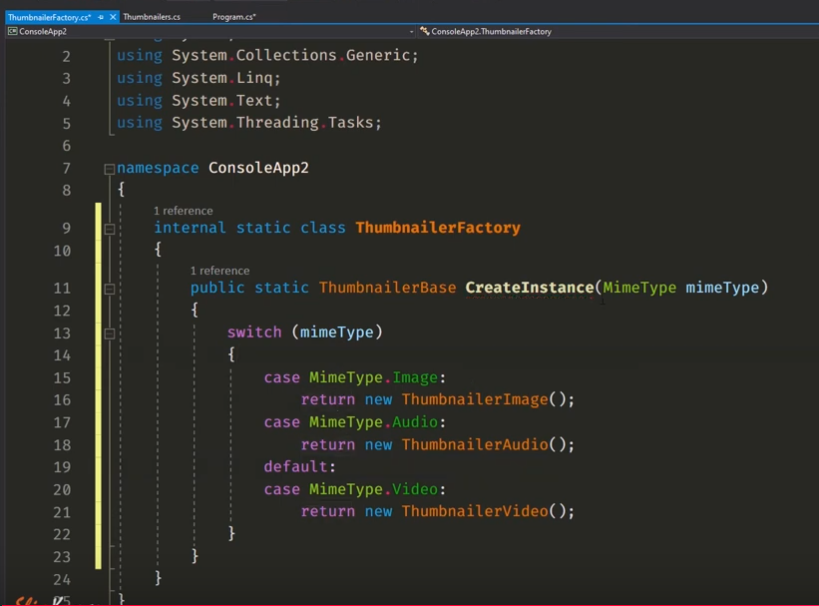 ThumbnailerFactory.cs* Thumbnailers.cs Program.cs*
ConsoleApp2 ConsoleApp2.ThumbnailerFactory
2 using System.Collections.Generic;
3 using System.Linq;
4 using System.Text;
5 using System.Threading.Tasks;
6
7 namespace ConsoleApp2
8 {
1 reference
9 internal static class ThumbnailerFactory
10 {
1 reference
11 public static ThumbnailerBase CreateInstance(MimeType mimeType)
12 {
13 switch (mimeType)
14 {
15 case MimeType.Image:
16 return new ThumbnailerImage();
17 case MimeType.Audio:
18 return new ThumbnailerAudio();
19 default:
20 case MimeType.Video:
21 return new ThumbnailerVideo();
22 }
23 }
24 }
25 }